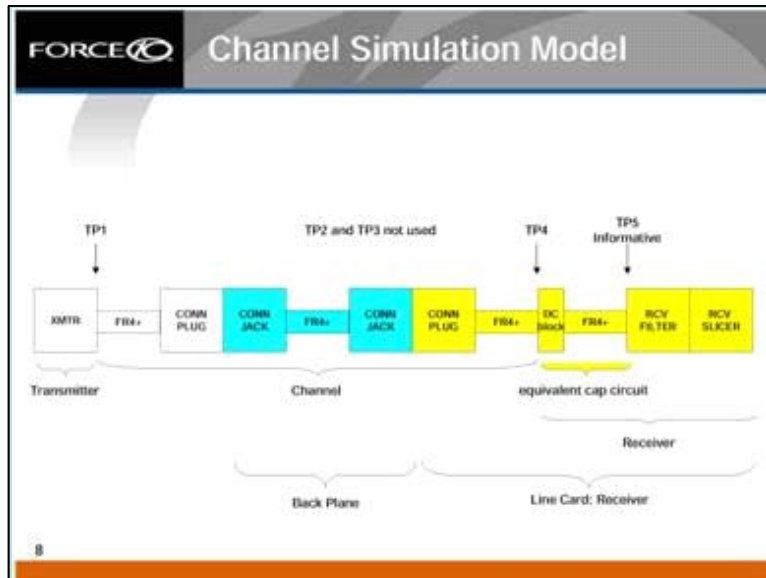 FORCE10 Channel Simulation Model
TP1
TP2 and TP3 not used
TP4
TP5
Informative
XMTR
FR4+
CONN
PLUG
CONN
JACK
FR4+
CONN
JACK
CONN
PLUG
FR4+
DC
block
FR4+
RCV
FILTER
RCV
SLICER
Transmitter
Channel
equivalent cap circuit
Receiver
Back Plane
Line Card: Receiver
8